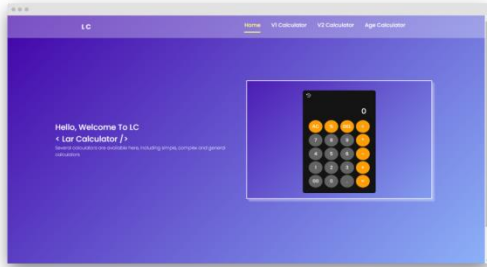 LC
Home V1 Calculator V2 Calculator Age Calculator
Hello, Welcome To LC
< Lar Calculator />
Several calculators are available here, including simple, complex and general
calculators
0
7 8 9
4 5 6
1 2 3
00 0 .